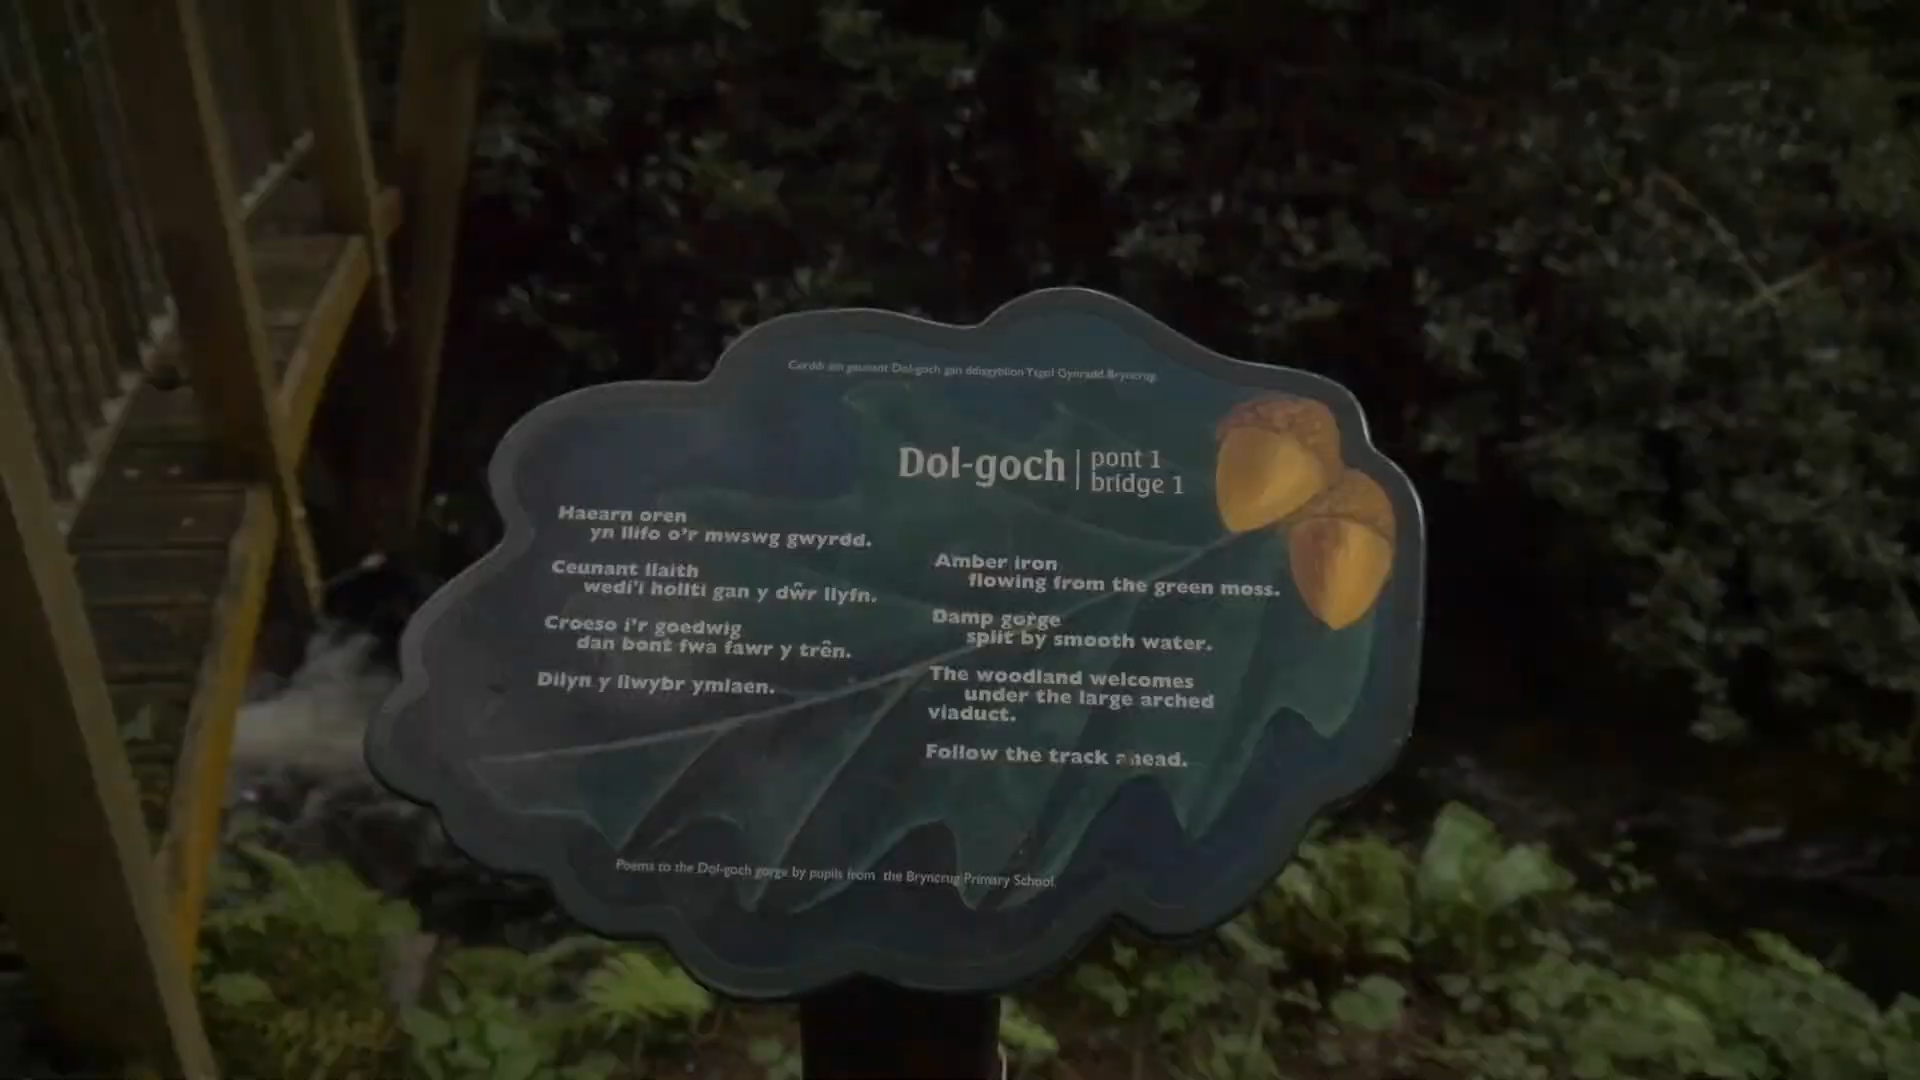 Cerddi am geunant Dol-goch gan ddisgyblion Ysgol Gynradd Bryncrug.
Dol-goch
pont 1
bridge 1
Haearn oren
yn llifo o'r mwswg gwyrdd.
Ceunant llaith
wedi'i hollti gan y dŵr llyfn.
Croeso i'r goedwig
dan bont fwa fawr y trên.
Dilyn y llwybr ymlaen.
Amber iron
flowing from the green moss.
Damp gorge
split by smooth water.
The woodland welcomes
under the large arched
viaduct.
Follow the track ahead.
Poems to the Dol-goch gorge by pupils from the Bryncrug Primary School.